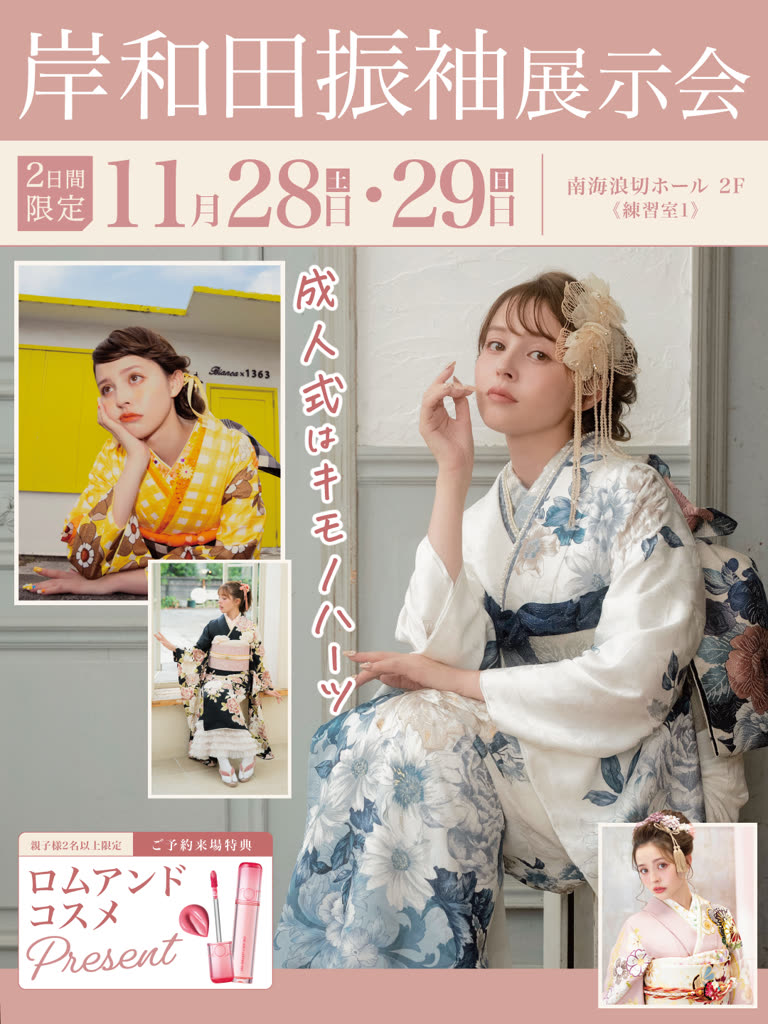 岸和田振袖展示会
2日間
限定
11月28日土・29日日
南海浪切ホール 2F
《練習室1》
成人式はキモノハーツ
Bianca×1363
親子様2名以上限定
ご予約来場特典
ロムアンド
コスメ
Present